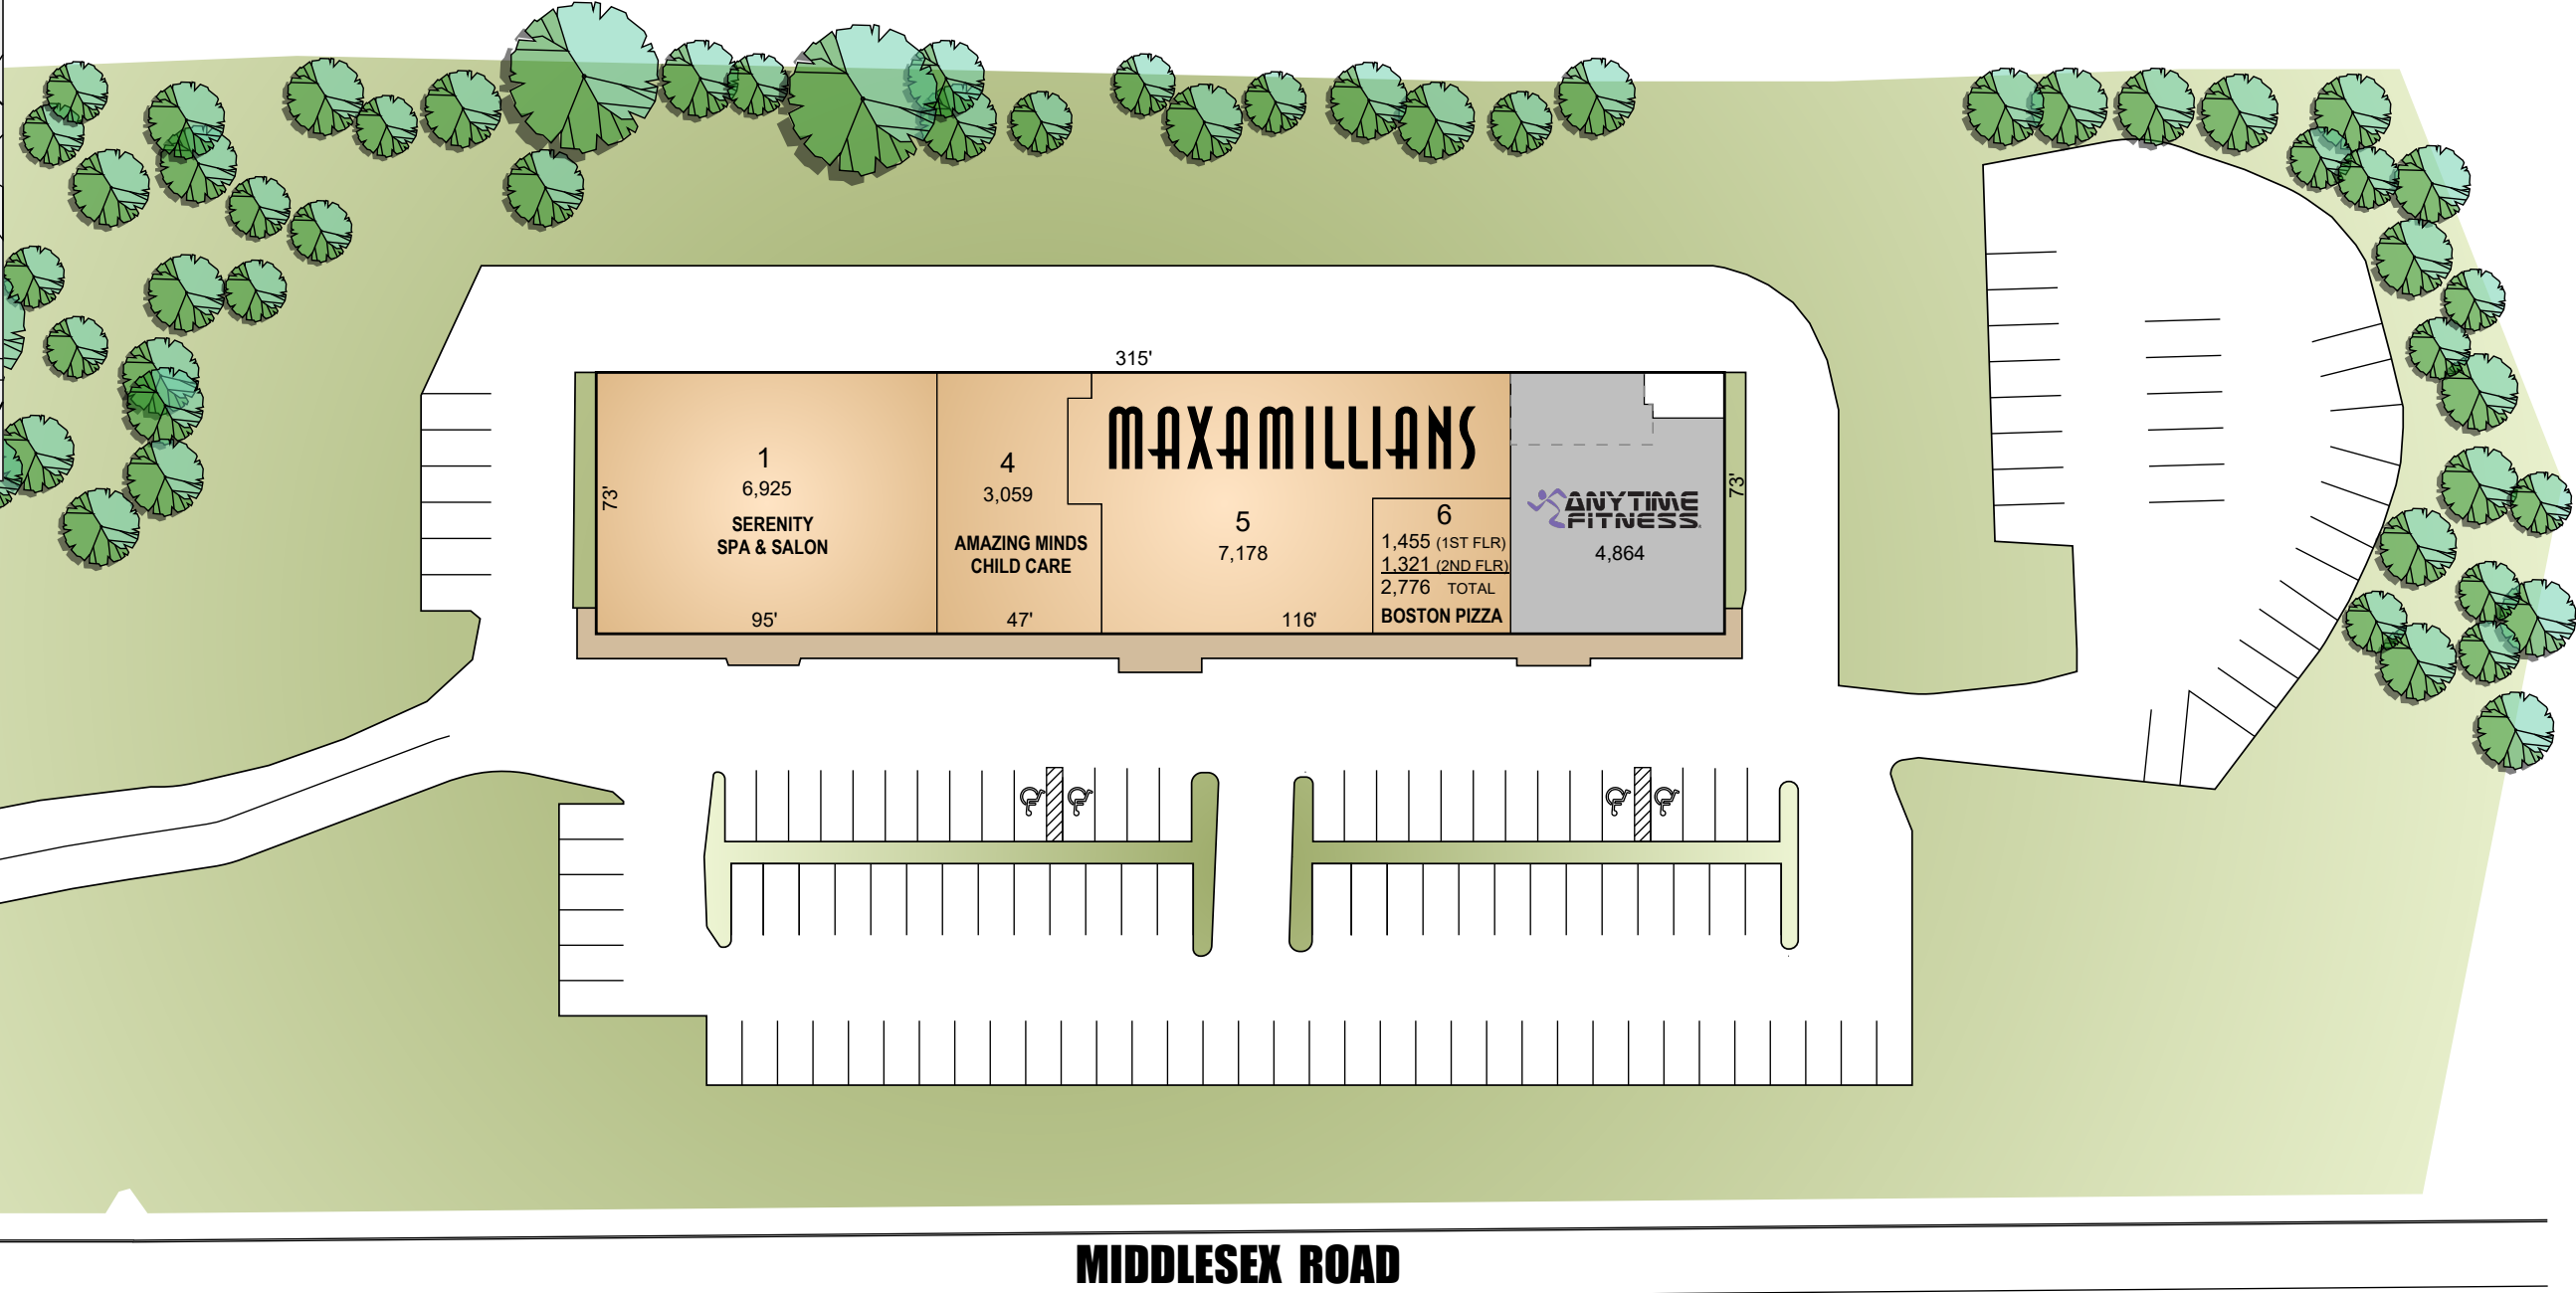 315'
73'
1
6,925
SERENITY
SPA & SALON
95'
4
3,059
AMAZING MINDS
CHILD CARE
47'
MAXAMILLIANS
5
7,178
116'
6
1,455 (1ST FLR)
1,321 (2ND FLR)
2,776 TOTAL
BOSTON PIZZA
ANYTIME
FITNESS
4,864
73'
MIDDLESEX ROAD